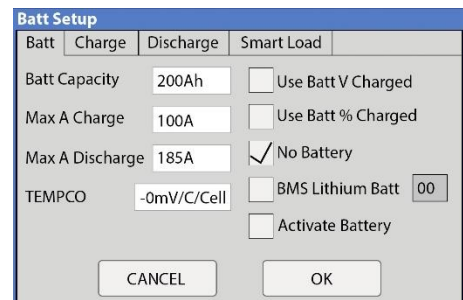 Batt Setup
Batt Charge Discharge Smart Load
Batt Capacity 200Ah Use Batt V Charged
Max A Charge 100A Use Batt % Charged
Max A Discharge 185A No Battery
TEMPCO -0mV/C/Cell BMS Lithium Batt 00
Activate Battery
CANCEL OK